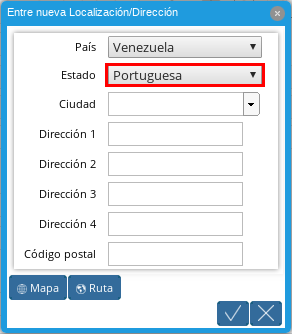 Entre nueva Localización/Dirección
País Venezuela
Estado Portuguesa
Ciudad
Dirección 1
Dirección 2
Dirección 3
Dirección 4
Código postal
Mapa Ruta